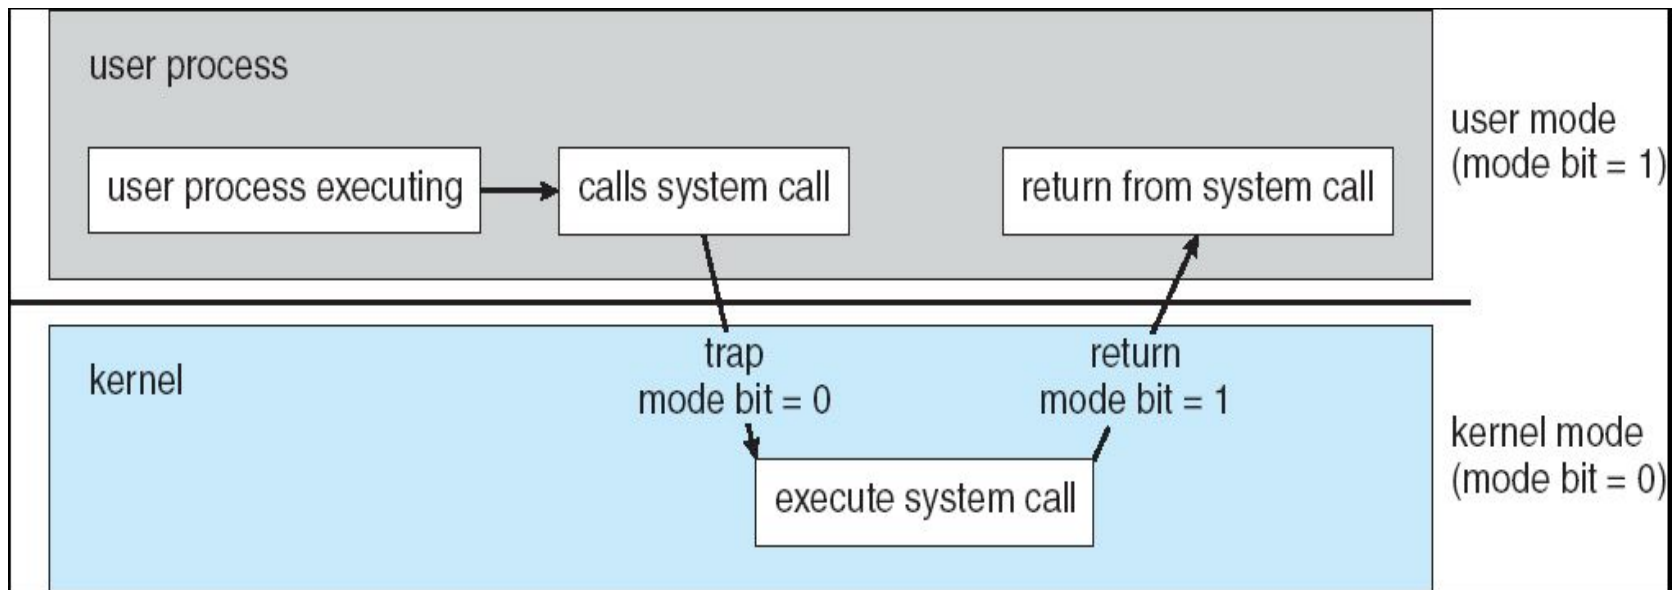 user process
user process executing
calls system call
return from system call
user mode
(mode bit = 1)
kernel
trap
mode bit = 0
return
mode bit = 1
execute system call
kernel mode
(mode bit = 0)